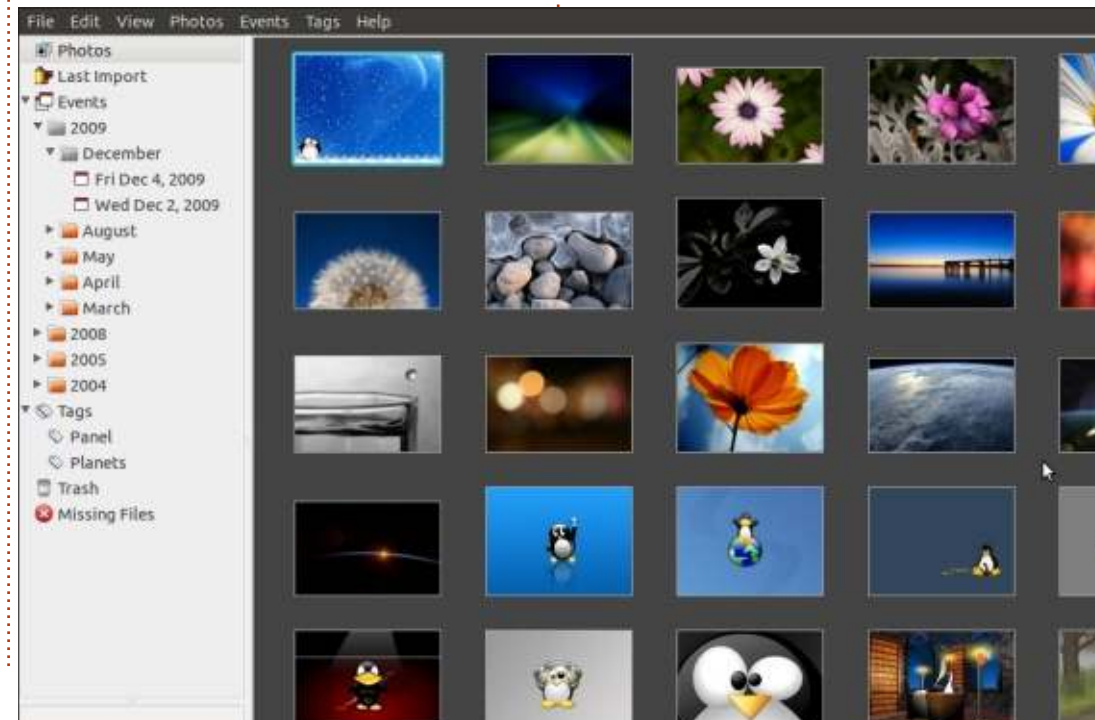 File Edit View Photos Events Tags Help
Photos
Last Import
Events
2009
December
Fri Dec 4, 2009
Wed Dec 2, 2009
August
May
April
March
2008
2005
2004
Tags
Panel
Planets
Trash
Missing Files